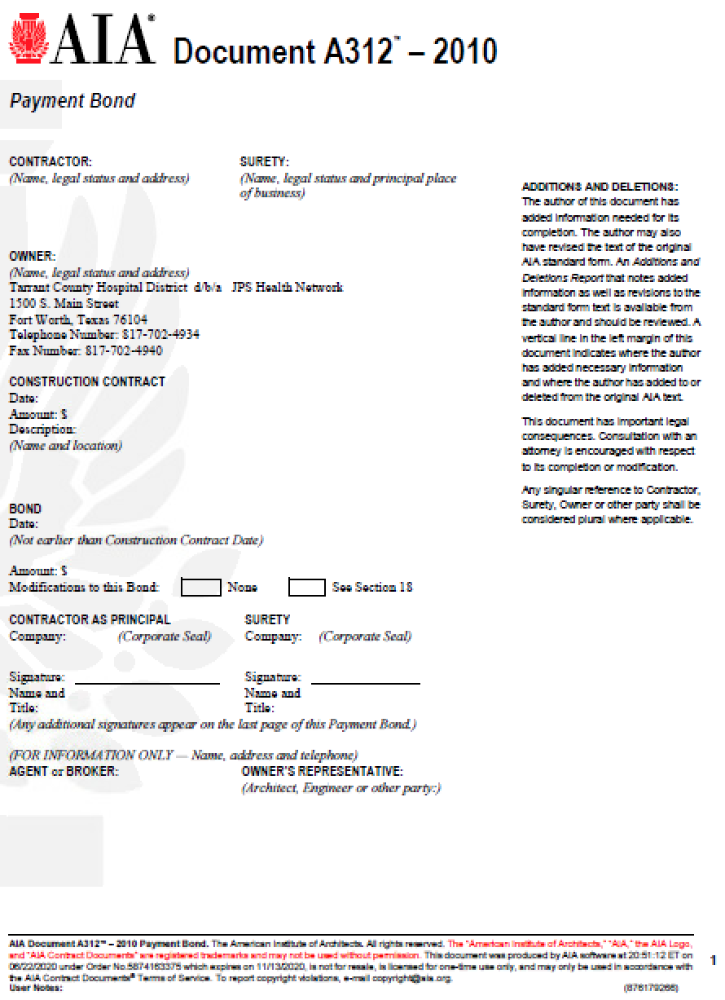 AIA® Document A312™ – 2010
Payment Bond
CONTRACTOR:
(Name, legal status and address)
SURETY:
(Name, legal status and principal place
of business)
OWNER:
(Name, legal status and address)
Tarrant County Hospital District d/b/a JPS Health Network
1500 S. Main Street
Fort Worth, Texas 76104
Telephone Number: 817-702-4934
Fax Number: 817-702-4940
CONSTRUCTION CONTRACT
Date:
Amount: $
Description:
(Name and location)
BOND
Date:
(Not earlier than Construction Contract Date)
Amount: $
Modifications to this Bond: None See Section 18
CONTRACTOR AS PRINCIPAL
Company: (Corporate Seal)
SURETY
Company: (Corporate Seal)
Signature:
Name and
Title:
Signature:
Name and
Title:
(Any additional signatures appear on the last page of this Payment Bond.)
(FOR INFORMATION ONLY — Name, address and telephone)
AGENT or BROKER:
OWNER'S REPRESENTATIVE:
(Architect, Engineer or other party:)
ADDITIONS AND DELETIONS:
The author of this document has
added information needed for its
completion. The author may also
have revised the text of the original
AIA standard form. An Additions and
Deletions Report that notes added
information as well as revisions to the
standard form text is available from
the author and should be reviewed. A
vertical line in the left margin of this
document indicates where the author
has added necessary information
and where the author has added to or
deleted from the original AIA text.
This document has important legal
consequences. Consultation with an
attorney is encouraged with respect
to its completion or modification.
Any singular reference to Contractor,
Surety, Owner or other party shall be
considered plural where applicable.
AIA Document A312™ – 2010 Payment Bond. The American Institute of Architects. All rights reserved. The "American Institute of Architects," "AIA," the AIA Logo,
and "AIA Contract Documents" are registered trademarks and may not be used without permission. This document was produced by AIA software at 20:51:12 ET on
06/22/2020 under Order No.5874163375 which expires on 11/13/2020, is not for resale, is licensed for one-time use only, and may only be used in accordance with
the AIA Contract Documents® Terms of Service. To report copyright violations, e-mail copyright@aia.org.
User Notes: (876179266)
1